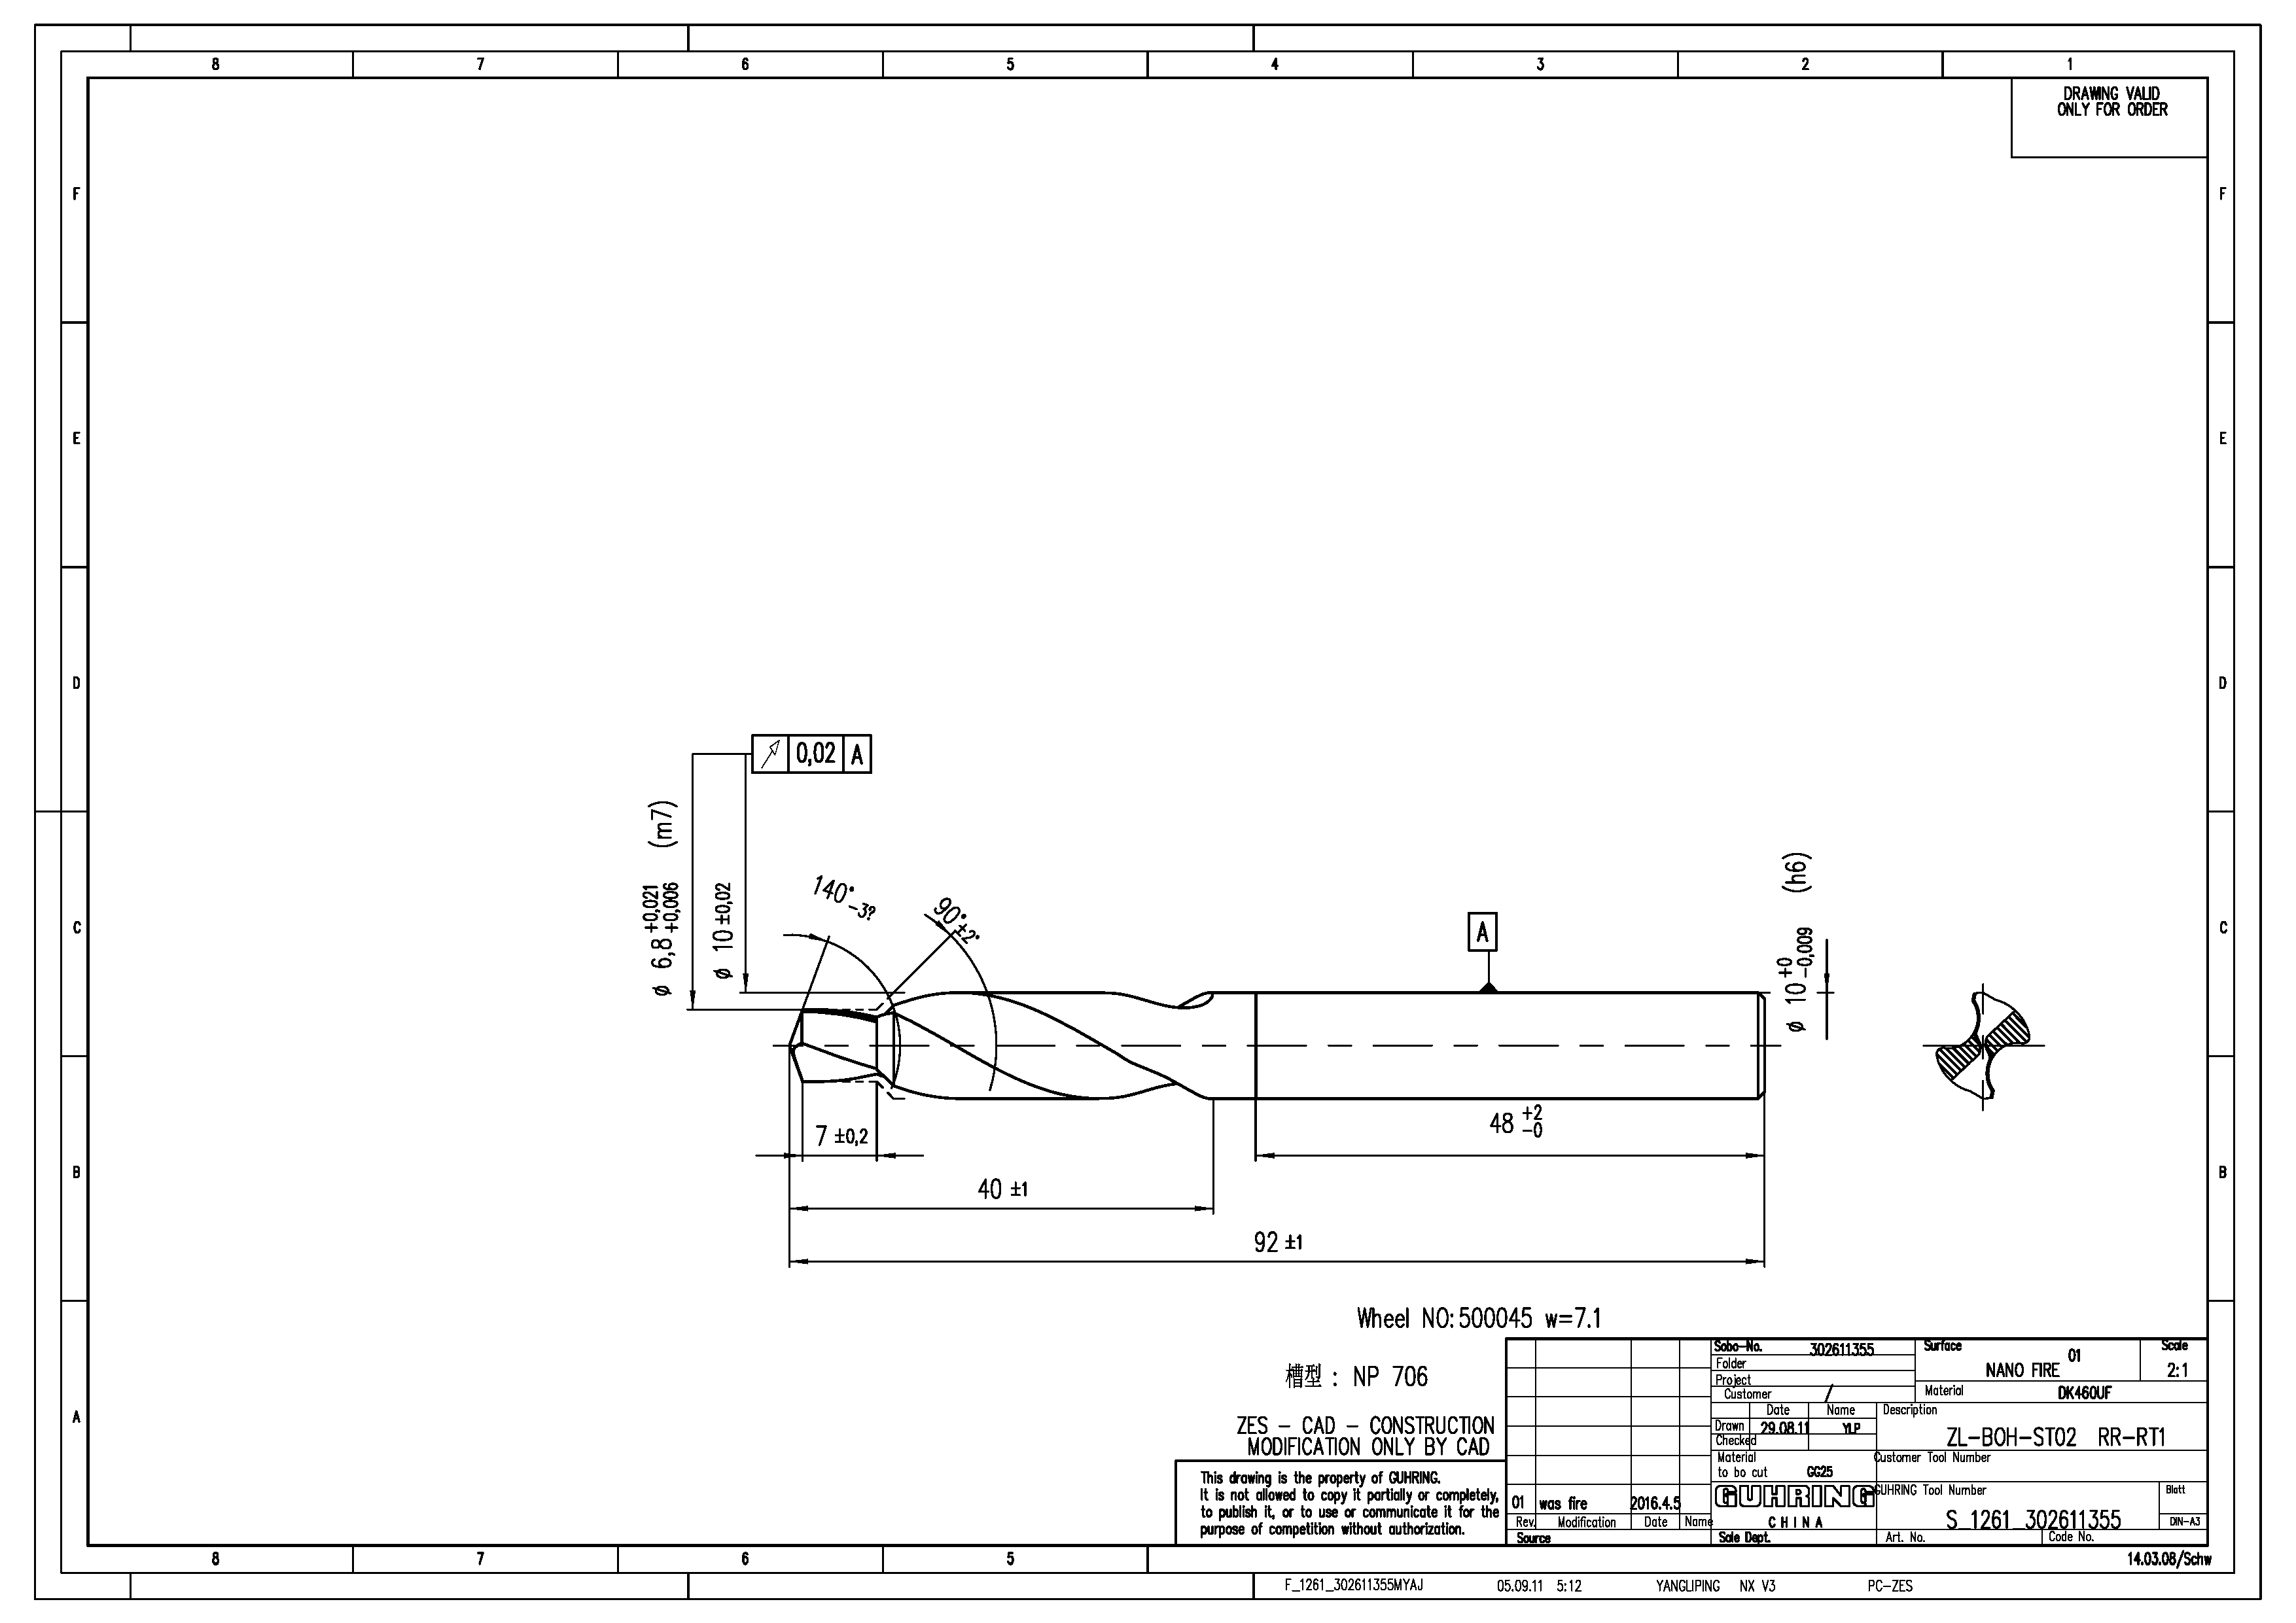 8 7 6 5 4 3 2 1
DRAWING VALID
ONLY FOR ORDER
F F
E E
D D
C C
B B
A A
0,02 A
ø 6,8 +0,021 +0,006 (m7)
ø 10 ±0,02
140° -3?
90° ±2°
A
ø 10 +0 -0,009 (h6)
7 ±0,2
48 +2 -0
40 ±1
92 ±1
Wheel NO:500045 w=7.1
槽型 : NP 706
ZES - CAD - CONSTRUCTION
MODIFICATION ONLY BY CAD
This drawing is the property of GUHRING.
It is not allowed to copy it partially or completely,
to publish it, or to use or communicate it for the
purpose of competition without authorization.
01 was fire 2016.4.5
Rev. Modification Date Name
Source
Sobo-No. 302611355
Folder
Project
Customer /
Surface 01
NANO FIRE
Scale
2:1
Material DK460UF
Date Name
Drawn 29.08.11 YLP
Checked
Description
ZL-BOH-ST02 RR-RT1
Material
to bo cut GG25
Customer Tool Number
GUHRING
CHINA
GUHRING Tool Number
S_1261_302611355
Blatt
DIN-A3
Sale Dept.
Art. No.
Code No.
8 7 6 5
14.03.08/Schw
F_1261_302611355MYAJ 05.09.11 5:12 YANGLIPING NX V3 PC-ZES